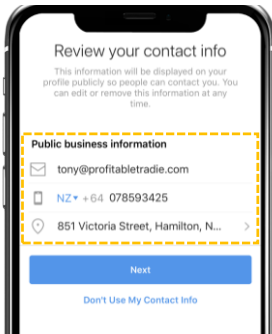 Review your contact info
This information will be displayed on your
profile publicly so people can contact you. You
can edit or remove this information at any
time.
Public business information
tony@profitabletradie.com
NZ▾ +64 078593425
851 Victoria Street, Hamilton, N...
Next
Don't Use My Contact Info